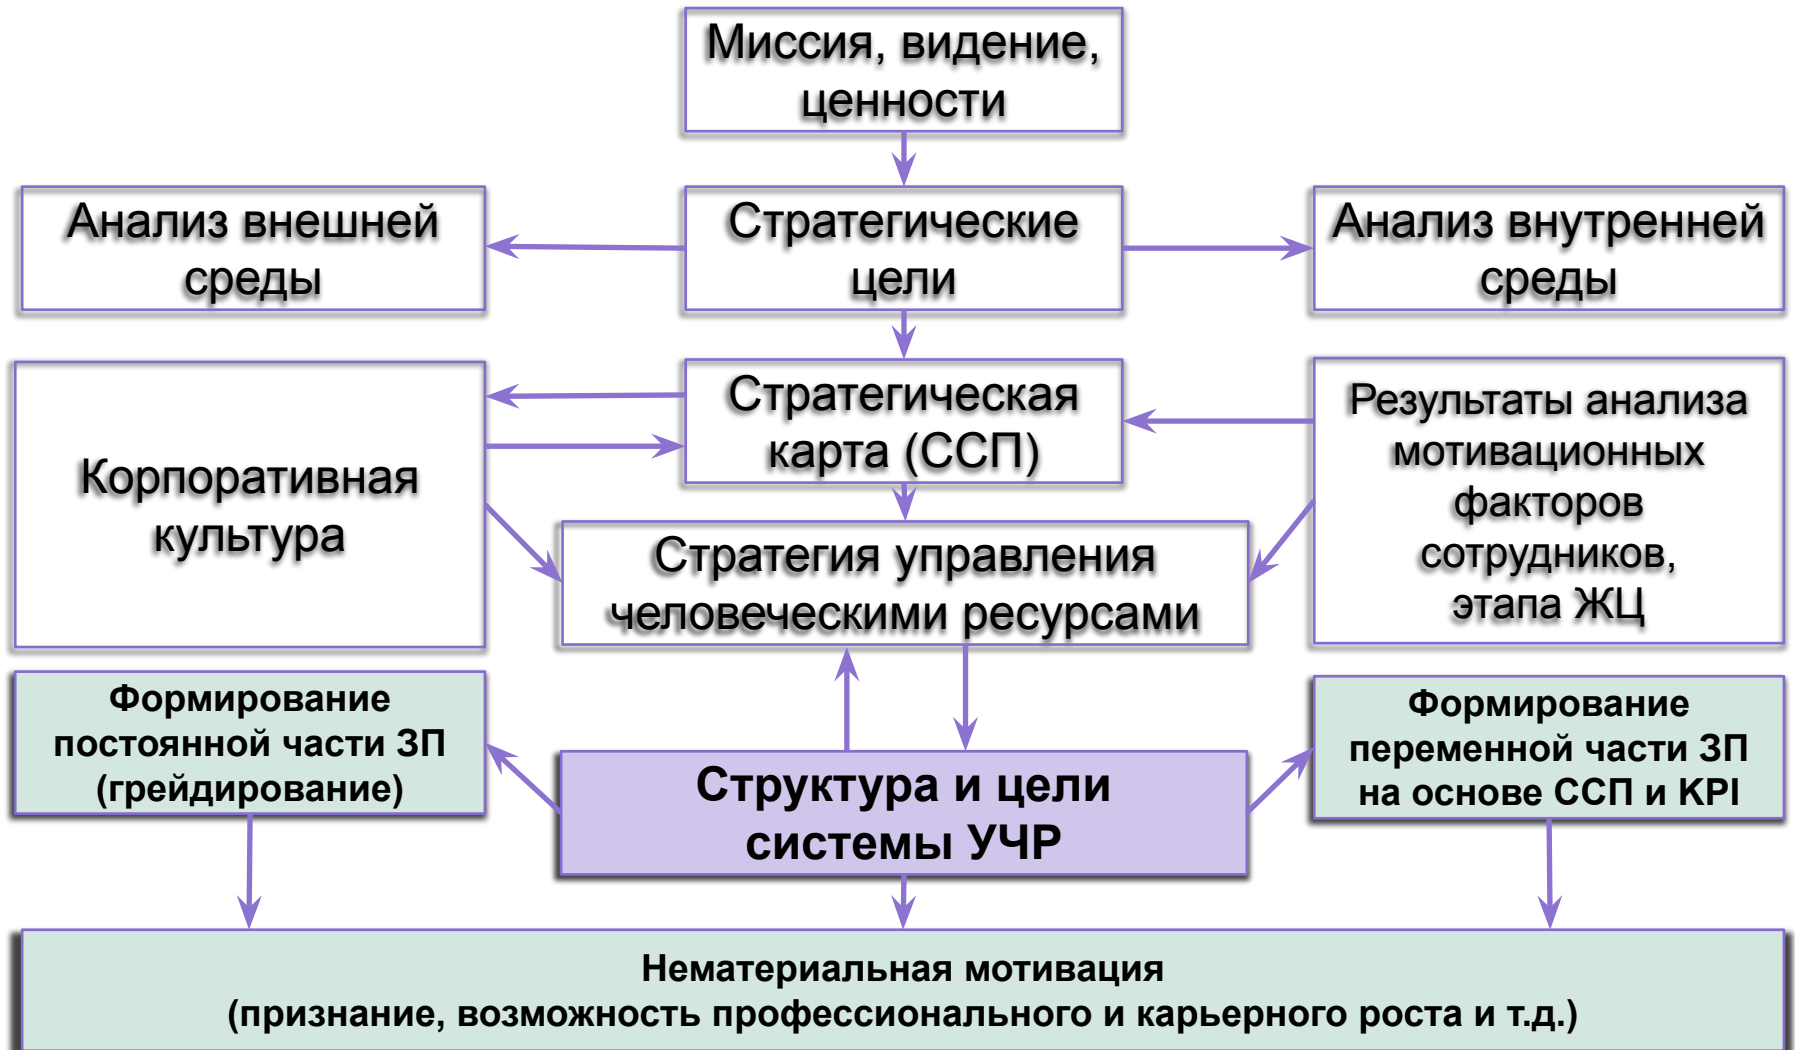 Миссия, видение,
ценности
Анализ внешней
среды
Стратегические
цели
Анализ внутренней
среды
Корпоративная
культура
Стратегическая
карта (ССП)
Результаты анализа
мотивационных
факторов
сотрудников,
этапа ЖЦ
Стратегия управления
человеческими ресурсами
Формирование
постоянной части ЗП
(грейдирование)
Структура и цели
системы УЧР
Формирование
переменной части ЗП
на основе ССП и KPI
Нематериальная мотивация
(признание, возможность профессионального и карьерного роста и т.д.)